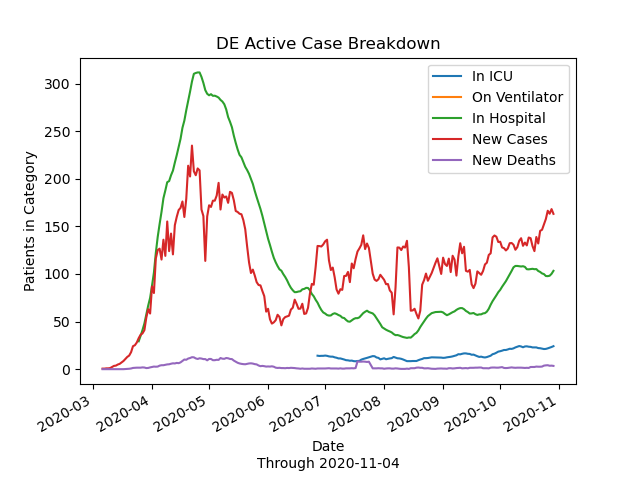 DE Active Case Breakdown
Patients in Category
300
250
200
150
100
50
0
In ICU
On Ventilator
In Hospital
New Cases
New Deaths
2020-03
2020-04
2020-05
2020-06
2020-07
2020-08
2020-09
2020-10
2020-11
Date
Through 2020-11-04